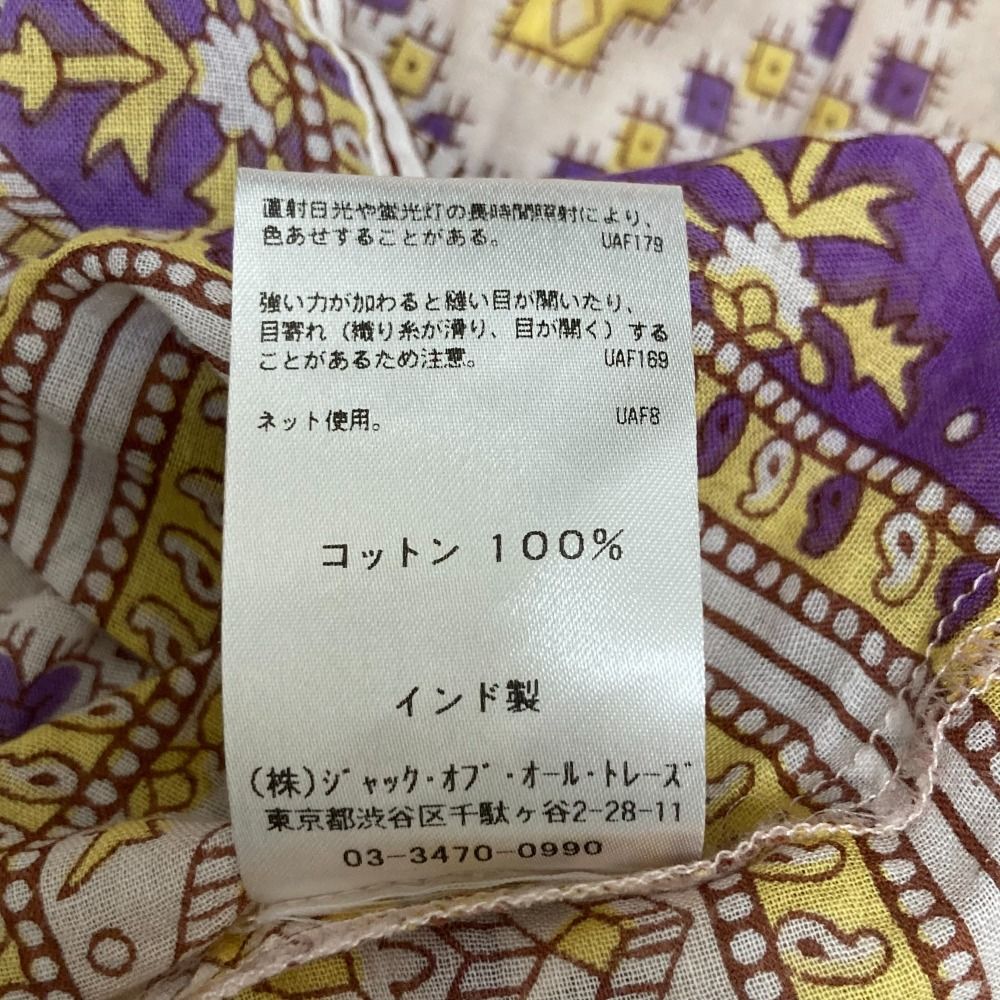 直射日光や蛍光灯の長時間照射により、
色あせすることがある。 UAF179
強い力が加わると縫い目が開いたり、
目寄れ（織り糸が滑り、目が開く）する
ことがあるため注意。 UAF169
ネット使用。 UAF8
コットン 100%
インド製
(株)ｼﾞｬｯｸ・ｵﾌﾞ・ｵｰﾙ・ﾄﾚｰｽﾞ
東京都渋谷区千駄ヶ谷2-28-11
03-3470-0990